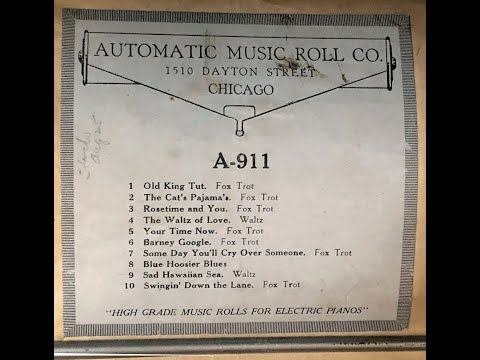 AUTOMATIC MUSIC ROLL CO.
1510 DAYTON STREET
CHICAGO
A-911
1 Old King Tut. Fox Trot
2 The Cat's Pajama's. Fox Trot
3 Rosetime and You. Fox Trot
4 The Waltz of Love. Waltz
5 Your Time Now. Fox Trot
6 Barney Google. Fox Trot
7 Some Day You'll Cry Over Someone. Fox Trot
8 Blue Hoosier Blues
9 Sad Hawaiian Sea. Waltz
10 Swingin' Down the Lane. Fox Trot
"HIGH GRADE MUSIC ROLLS FOR ELECTRIC PIANOS"